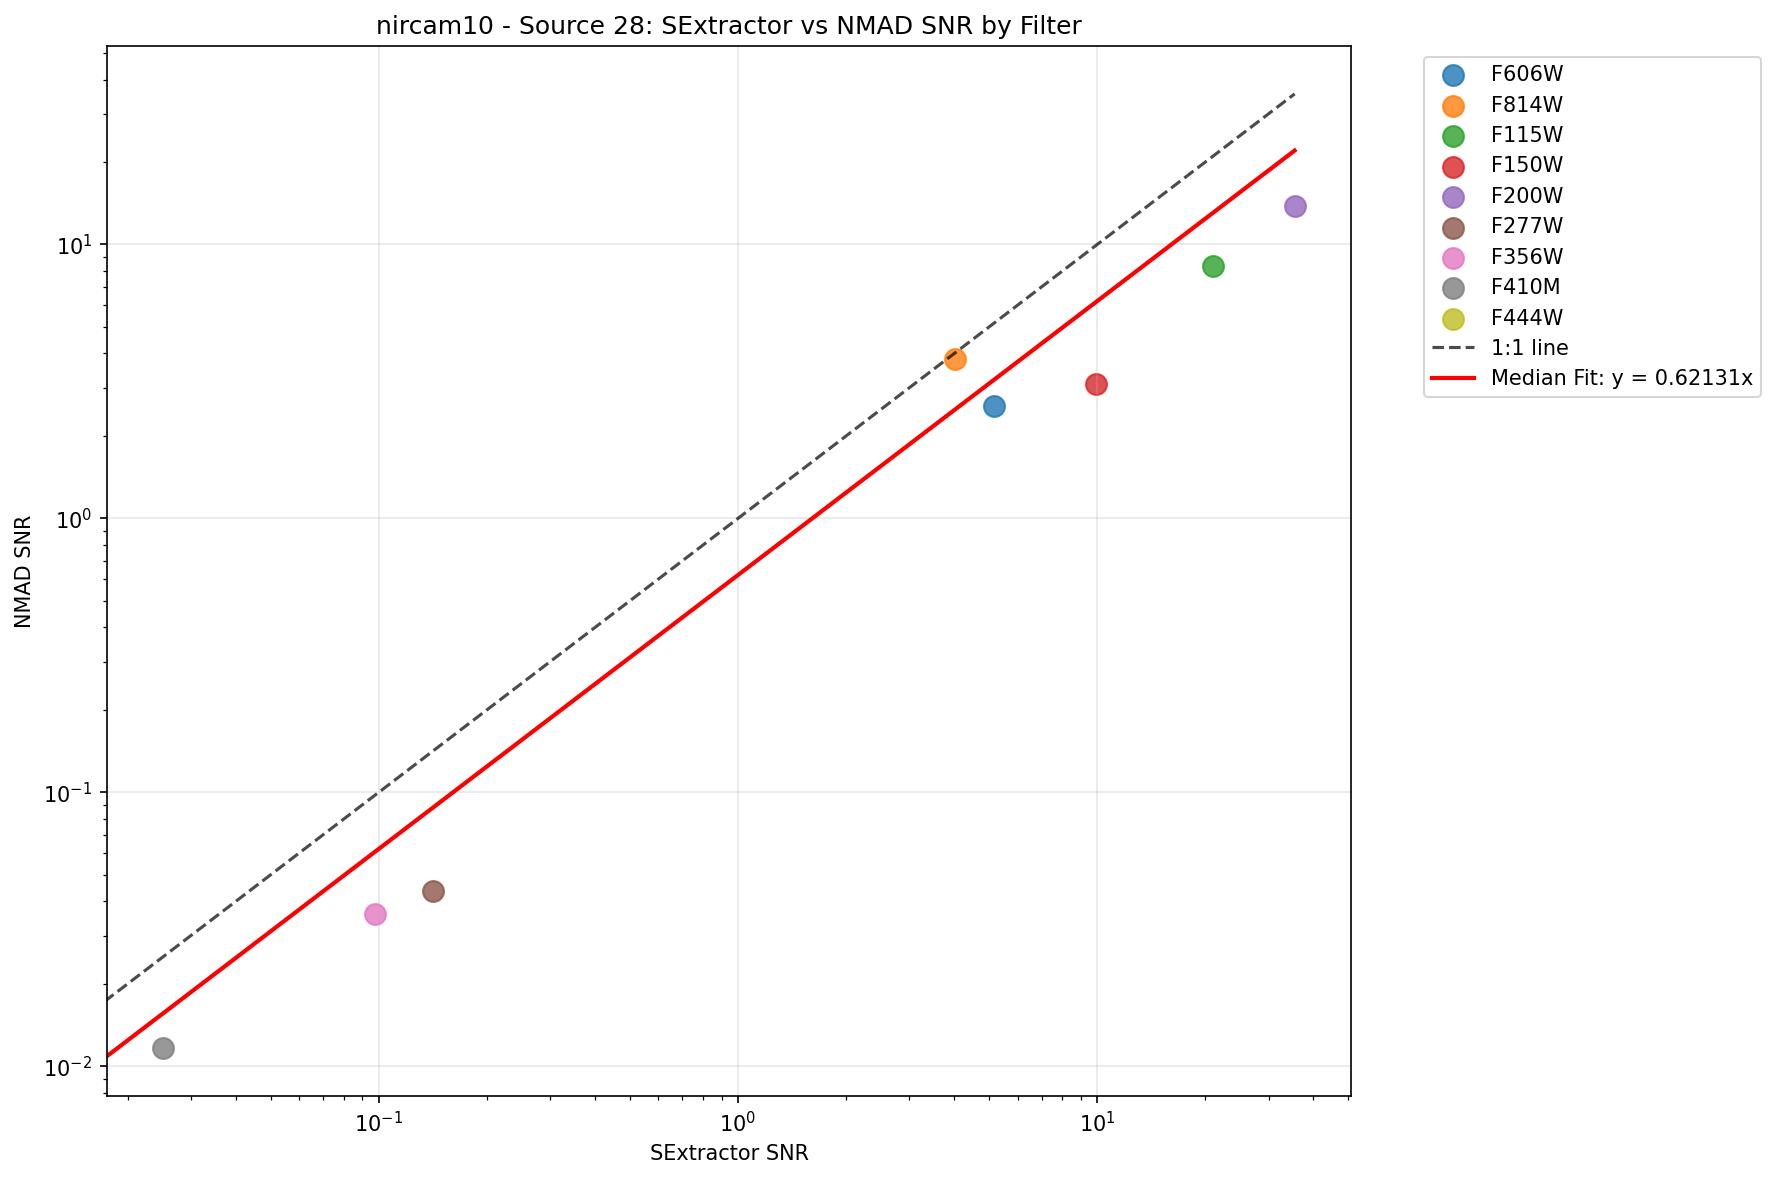 nircam10 - Source 28: SExtractor vs NMAD SNR by Filter
F606W
F814W
F115W
F150W
F200W
F277W
F356W
F410M
F444W
1:1 line
Median Fit: y = 0.62131x
NMAD SNR
10¹
10⁰
10⁻¹
10⁻²
10⁻¹ 10⁰ 10¹
SExtractor SNR